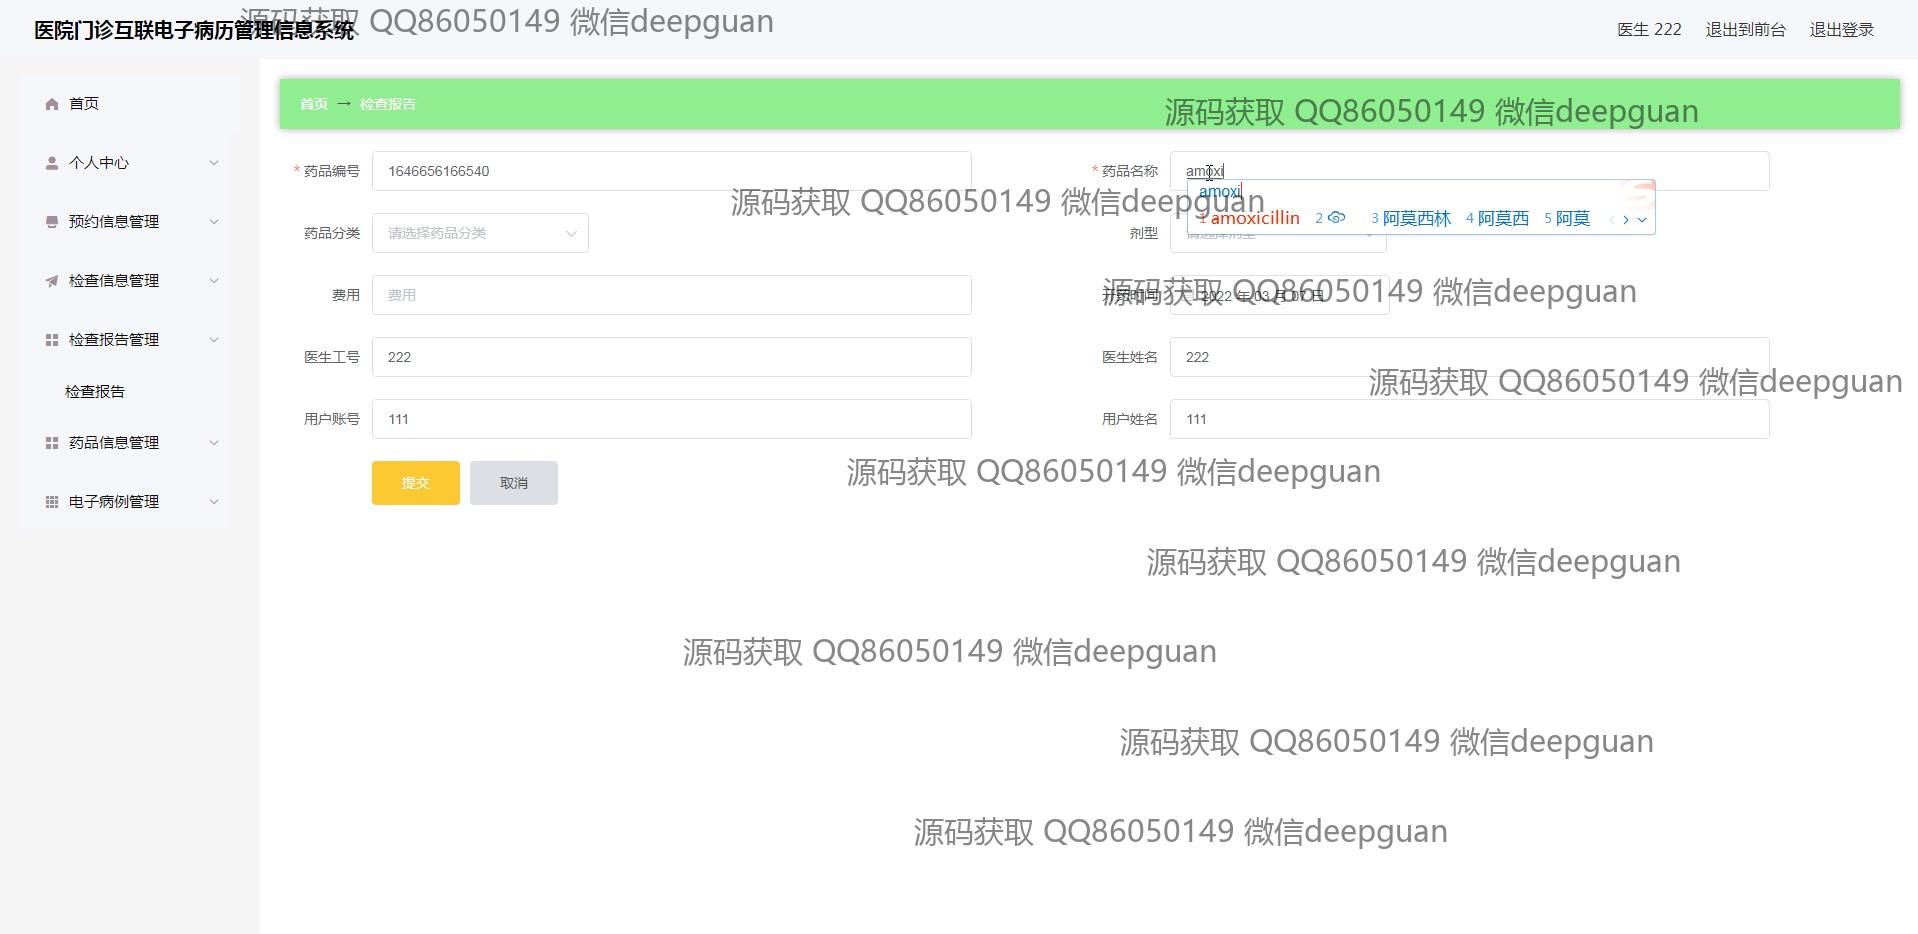 医院门诊互联电子病历管理信息系统
源码获取 QQ86050149 微信deepguan
医生 222 退出到前台 退出登录
首页
个人中心
预约信息管理
检查信息管理
检查报告管理
检查报告
药品信息管理
电子病例管理
首页 → 检查报告
源码获取 QQ86050149 微信deepguan
* 药品编号 1646656166540
* 药品名称 amoxi
amoxi
1 amoxicillin 2 3 阿莫西林 4 阿莫西 5 阿莫
源码获取 QQ86050149 微信deepguan
药品分类 请选择药品分类
剂型 请选择剂型
费用 费用
开药时间 2022 年 03 月 07 日
源码获取 QQ86050149 微信deepguan
医生工号 222
医生姓名 222
源码获取 QQ86050149 微信deepguan
用户账号 111
用户姓名 111
提交 取消
源码获取 QQ86050149 微信deepguan
源码获取 QQ86050149 微信deepguan
源码获取 QQ86050149 微信deepguan
源码获取 QQ86050149 微信deepguan
源码获取 QQ86050149 微信deepguan